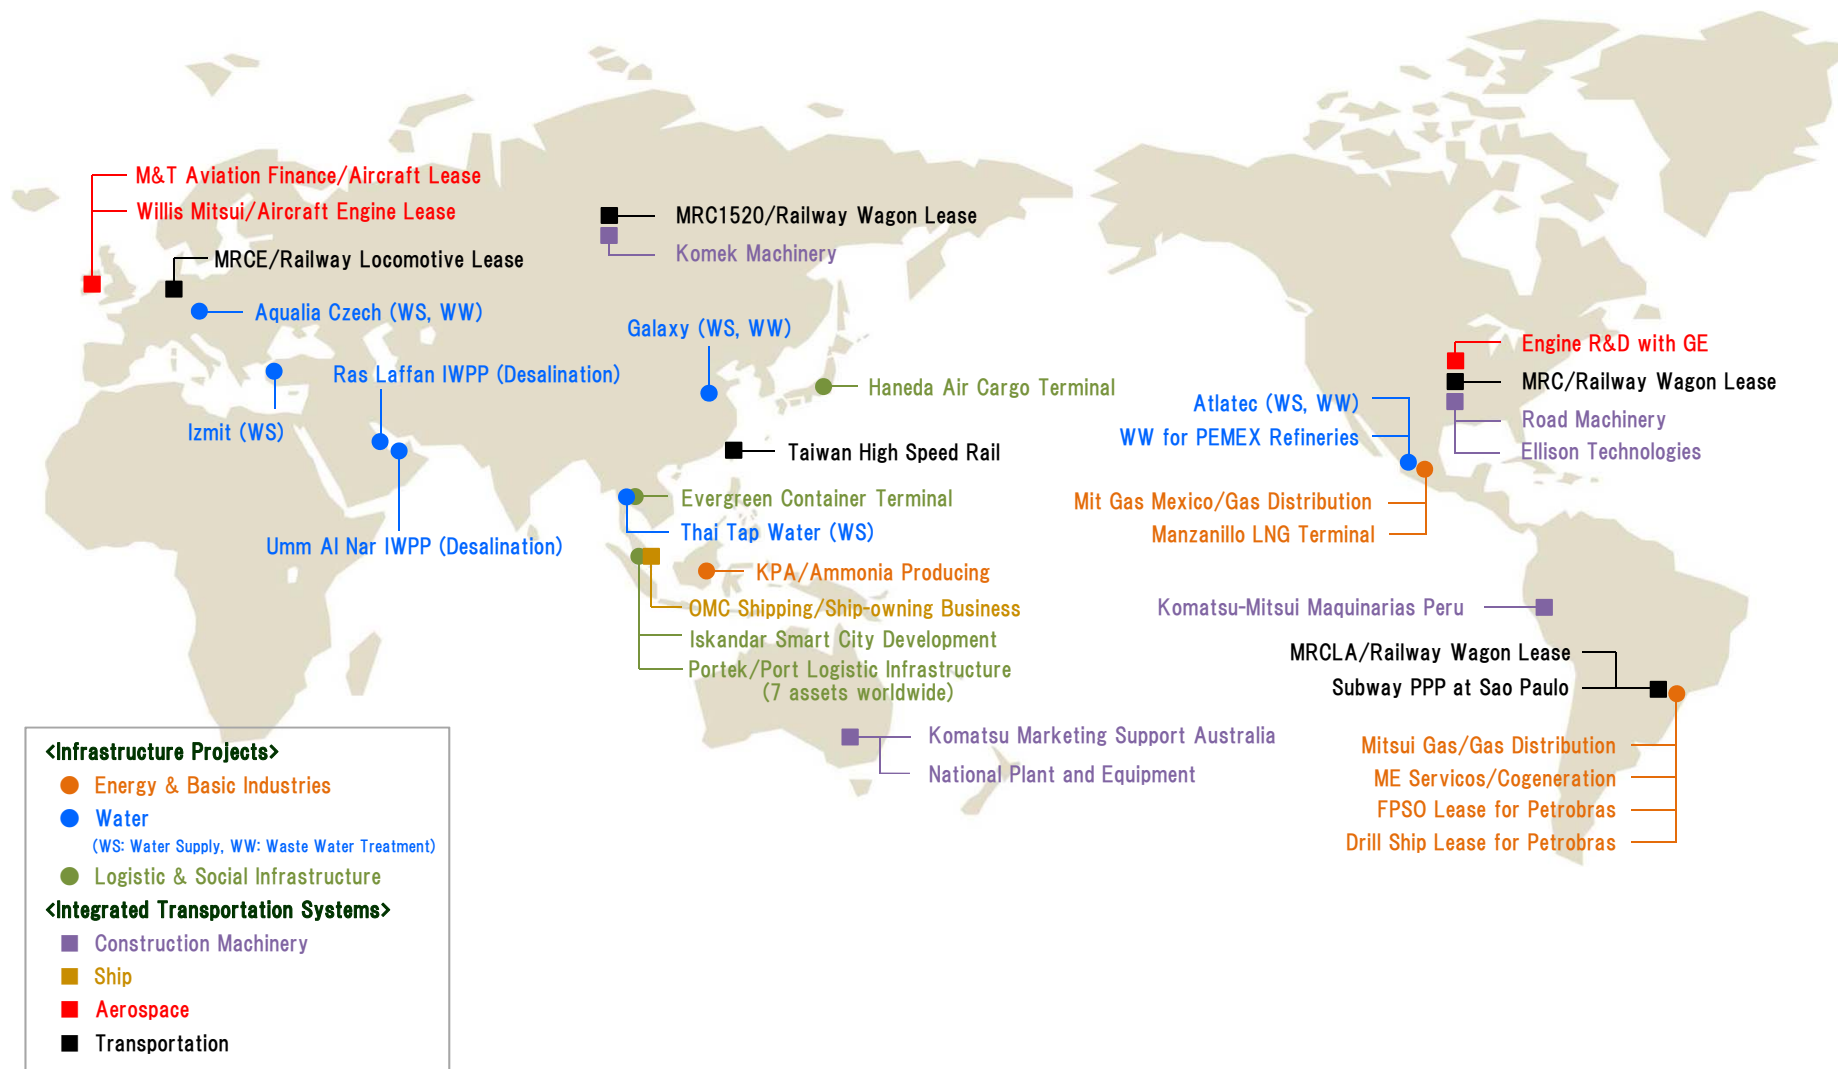 M&T Aviation Finance/Aircraft Lease
Willis Mitsui/Aircraft Engine Lease
MRCE/Railway Locomotive Lease
Aqualia Czech (WS, WW)
Izmit (WS)
Ras Laffan IWPP (Desalination)
Umm Al Nar IWPP (Desalination)
MRC1520/Railway Wagon Lease
Komek Machinery
Galaxy (WS, WW)
Haneda Air Cargo Terminal
Taiwan High Speed Rail
Evergreen Container Terminal
Thai Tap Water (WS)
KPA/Ammonia Producing
OMC Shipping/Ship-owning Business
Iskandar Smart City Development
Portek/Port Logistic Infrastructure
(7 assets worldwide)
Komatsu Marketing Support Australia
National Plant and Equipment
Engine R&D with GE
MRC/Railway Wagon Lease
Road Machinery
Ellison Technologies
Atlatec (WS, WW)
WW for PEMEX Refineries
Mit Gas Mexico/Gas Distribution
Manzanillo LNG Terminal
Komatsu-Mitsui Maquinarias Peru
MRCLA/Railway Wagon Lease
Subway PPP at Sao Paulo
Mitsui Gas/Gas Distribution
ME Servicos/Cogeneration
FPSO Lease for Petrobras
Drill Ship Lease for Petrobras
<Infrastructure Projects>
Energy & Basic Industries
Water
(WS: Water Supply, WW: Waste Water Treatment)
Logistic & Social Infrastructure
<Integrated Transportation Systems>
Construction Machinery
Ship
Aerospace
Transportation